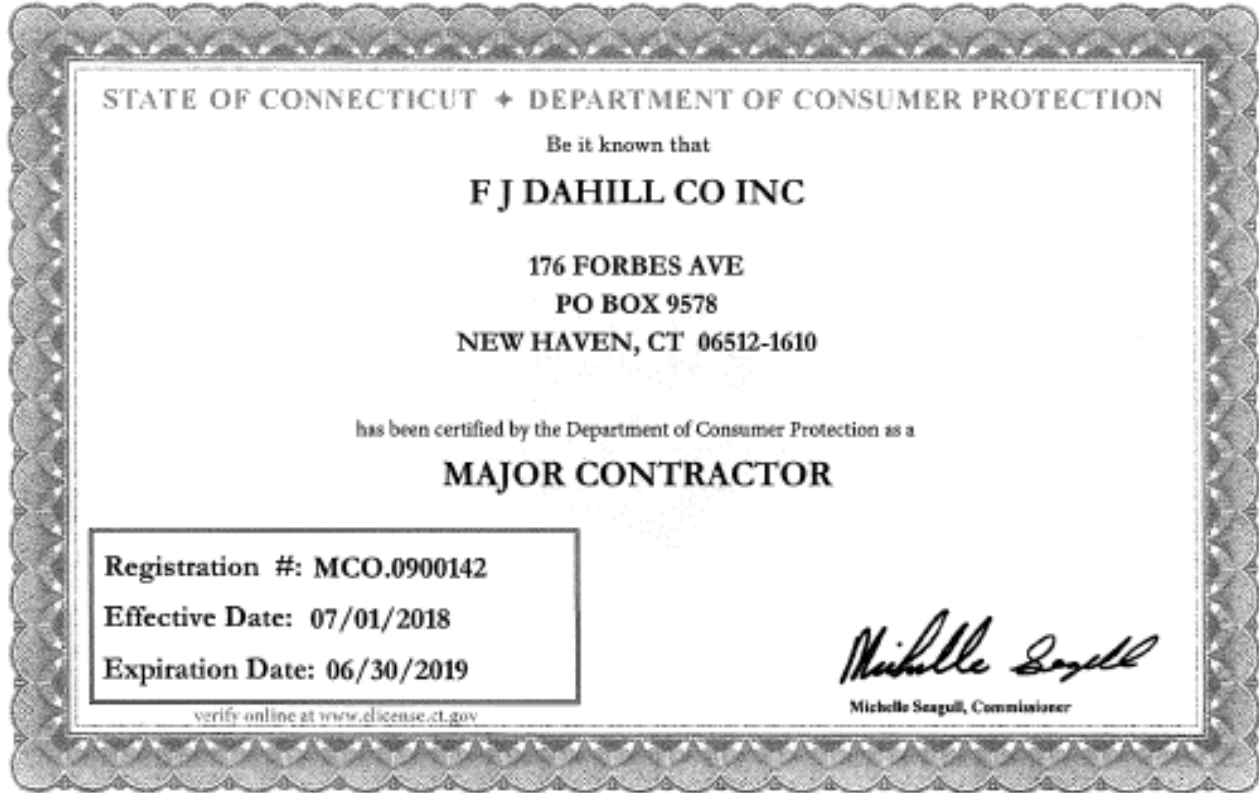 STATE OF CONNECTICUT ✦ DEPARTMENT OF CONSUMER PROTECTION
Be it known that
F J DAHILL CO INC
176 FORBES AVE
PO BOX 9578
NEW HAVEN, CT 06512-1610
has been certified by the Department of Consumer Protection as a
MAJOR CONTRACTOR
Registration #: MCO.0900142
Effective Date: 07/01/2018
Expiration Date: 06/30/2019
verify online at www.elicense.ct.gov
Michelle Seagull
Michelle Seagull, Commissioner